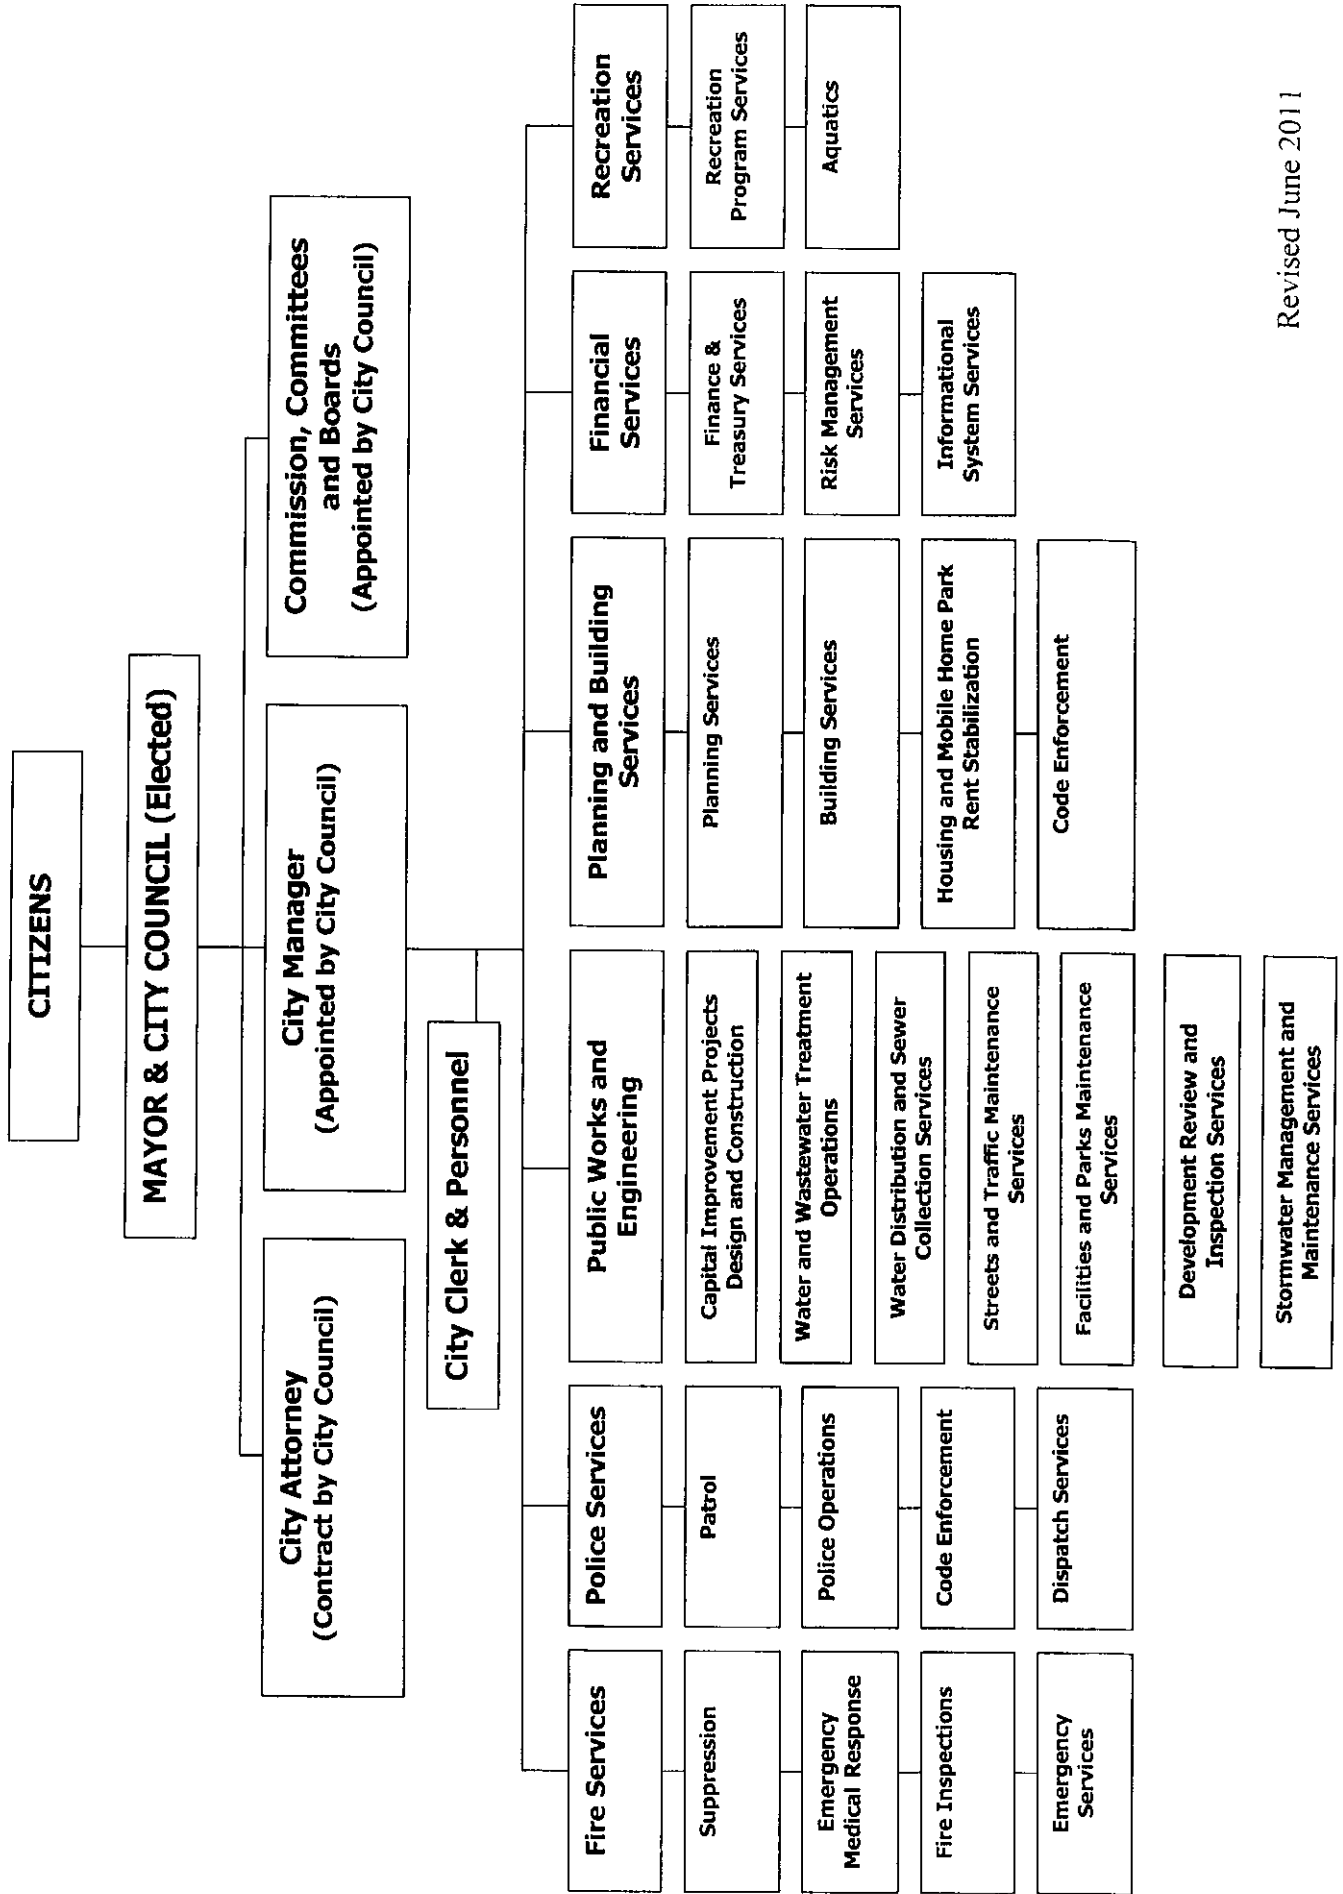 CITIZENS
MAYOR & CITY COUNCIL (Elected)
City Attorney
(Contract by City Council)
City Manager
(Appointed by City Council)
Commission, Committees
and Boards
(Appointed by City Council)
City Clerk & Personnel
Fire Services
Suppression
Emergency
Medical Response
Fire Inspections
Emergency
Services
Police Services
Patrol
Police Operations
Code Enforcement
Dispatch Services
Public Works and
Engineering
Capital Improvement Projects
Design and Construction
Water and Wastewater Treatment
Operations
Water Distribution and Sewer
Collection Services
Streets and Traffic Maintenance
Services
Facilities and Parks Maintenance
Services
Development Review and
Inspection Services
Stormwater Management and
Maintenance Services
Planning and Building
Services
Planning Services
Building Services
Housing and Mobile Home Park
Rent Stabilization
Code Enforcement
Financial
Services
Finance &
Treasury Services
Risk Management
Services
Informational
System Services
Recreation
Services
Recreation
Program Services
Aquatics
Revised June 2011